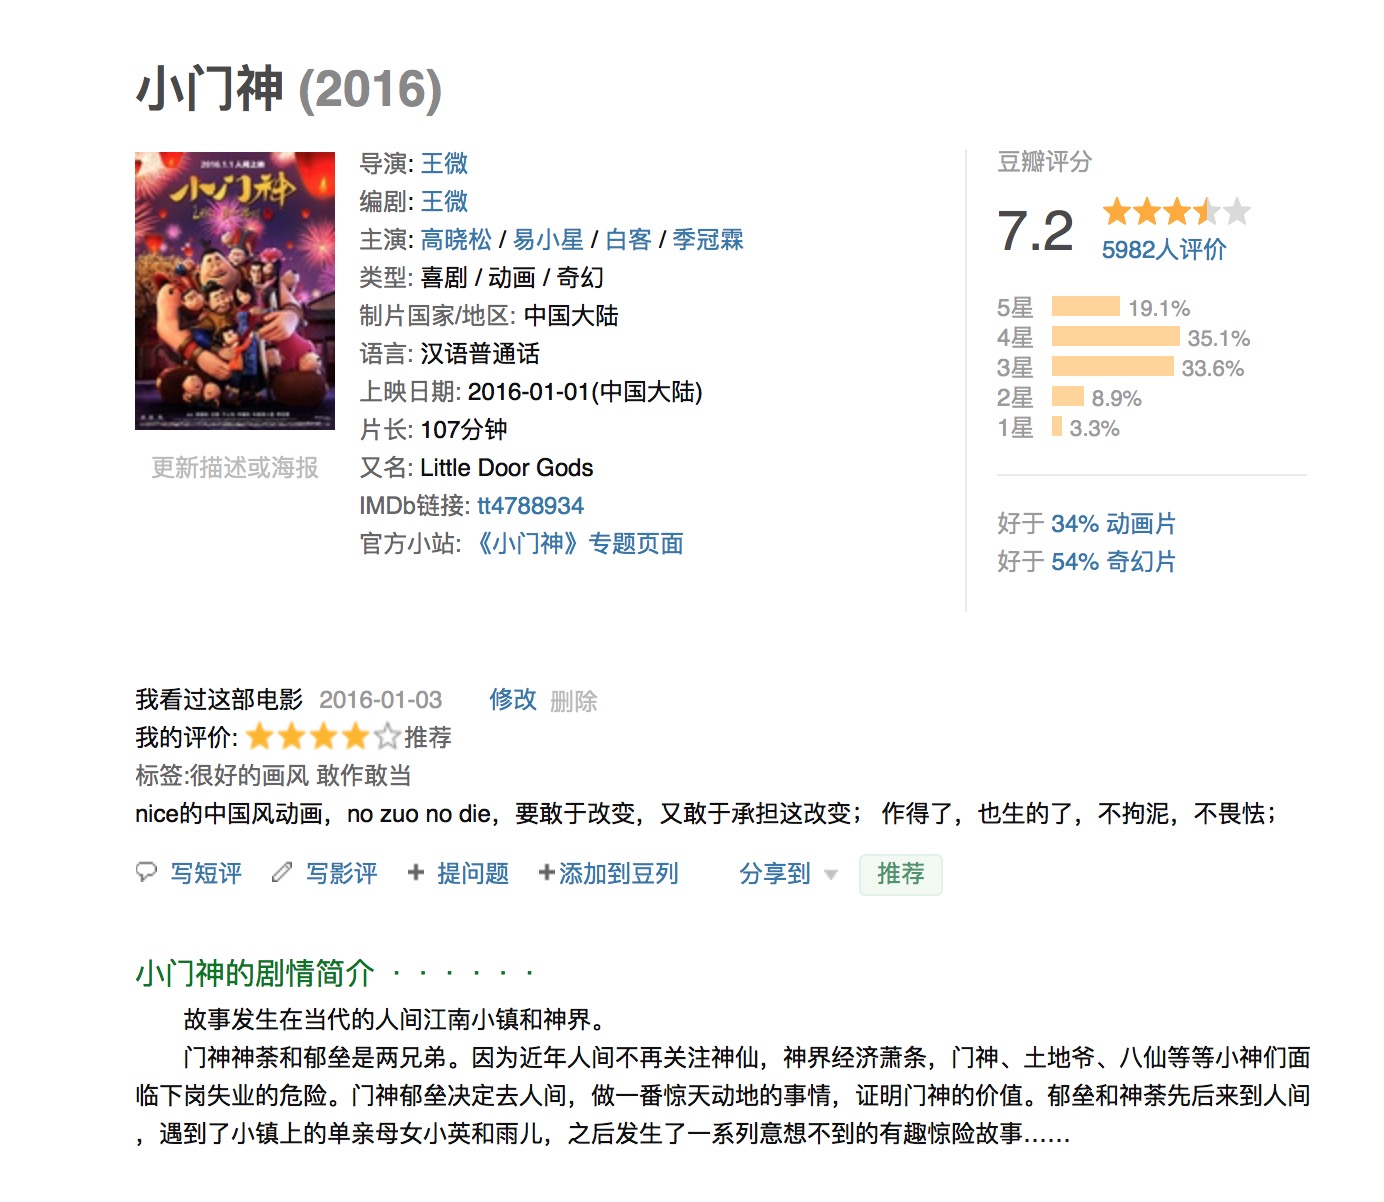 小门神 (2016)
2016.1.1 人间上映
小门神
更新描述或海报
导演: 王微
编剧: 王微
主演: 高晓松 / 易小星 / 白客 / 季冠霖
类型: 喜剧 / 动画 / 奇幻
制片国家/地区: 中国大陆
语言: 汉语普通话
上映日期: 2016-01-01(中国大陆)
片长: 107分钟
又名: Little Door Gods
IMDb链接: tt4788934
官方小站: 《小门神》专题页面
豆瓣评分
7.2
5982人评价
5星 19.1%
4星 35.1%
3星 33.6%
2星 8.9%
1星 3.3%
好于 34% 动画片
好于 54% 奇幻片
我看过这部电影 2016-01-03 修改 删除
我的评价: 推荐
标签:很好的画风 敢作敢当
nice的中国风动画，no zuo no die，要敢于改变，又敢于承担这改变； 作得了，也生的了，不拘泥，不畏怯；
写短评 写影评 + 提问题 +添加到豆列 分享到 推荐
小门神的剧情简介 · · · · · ·
故事发生在当代的人间江南小镇和神界。
门神神荼和郁垒是两兄弟。因为近年人间不再关注神仙，神界经济萧条，门神、土地爷、八仙等等小神们面
临下岗失业的危险。门神郁垒决定去人间，做一番惊天动地的事情，证明门神的价值。郁垒和神荼先后来到人间
，遇到了小镇上的单亲母女小英和雨儿，之后发生了一系列意想不到的有趣惊险故事......